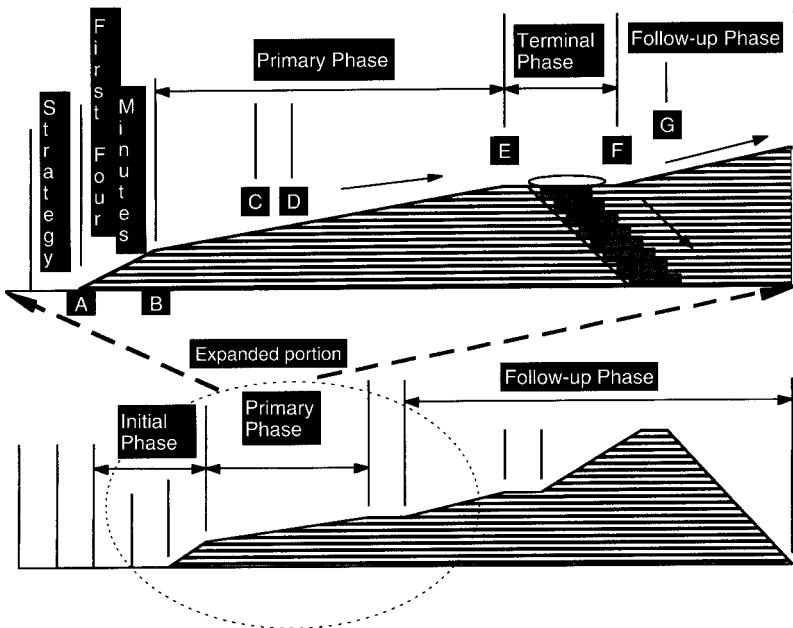 Strategy
First Four
Minutes
Primary Phase
Terminal
Phase
Follow-up Phase
A
B
C
D
E
F
G
Expanded portion
Initial
Phase
Primary
Phase
Follow-up Phase